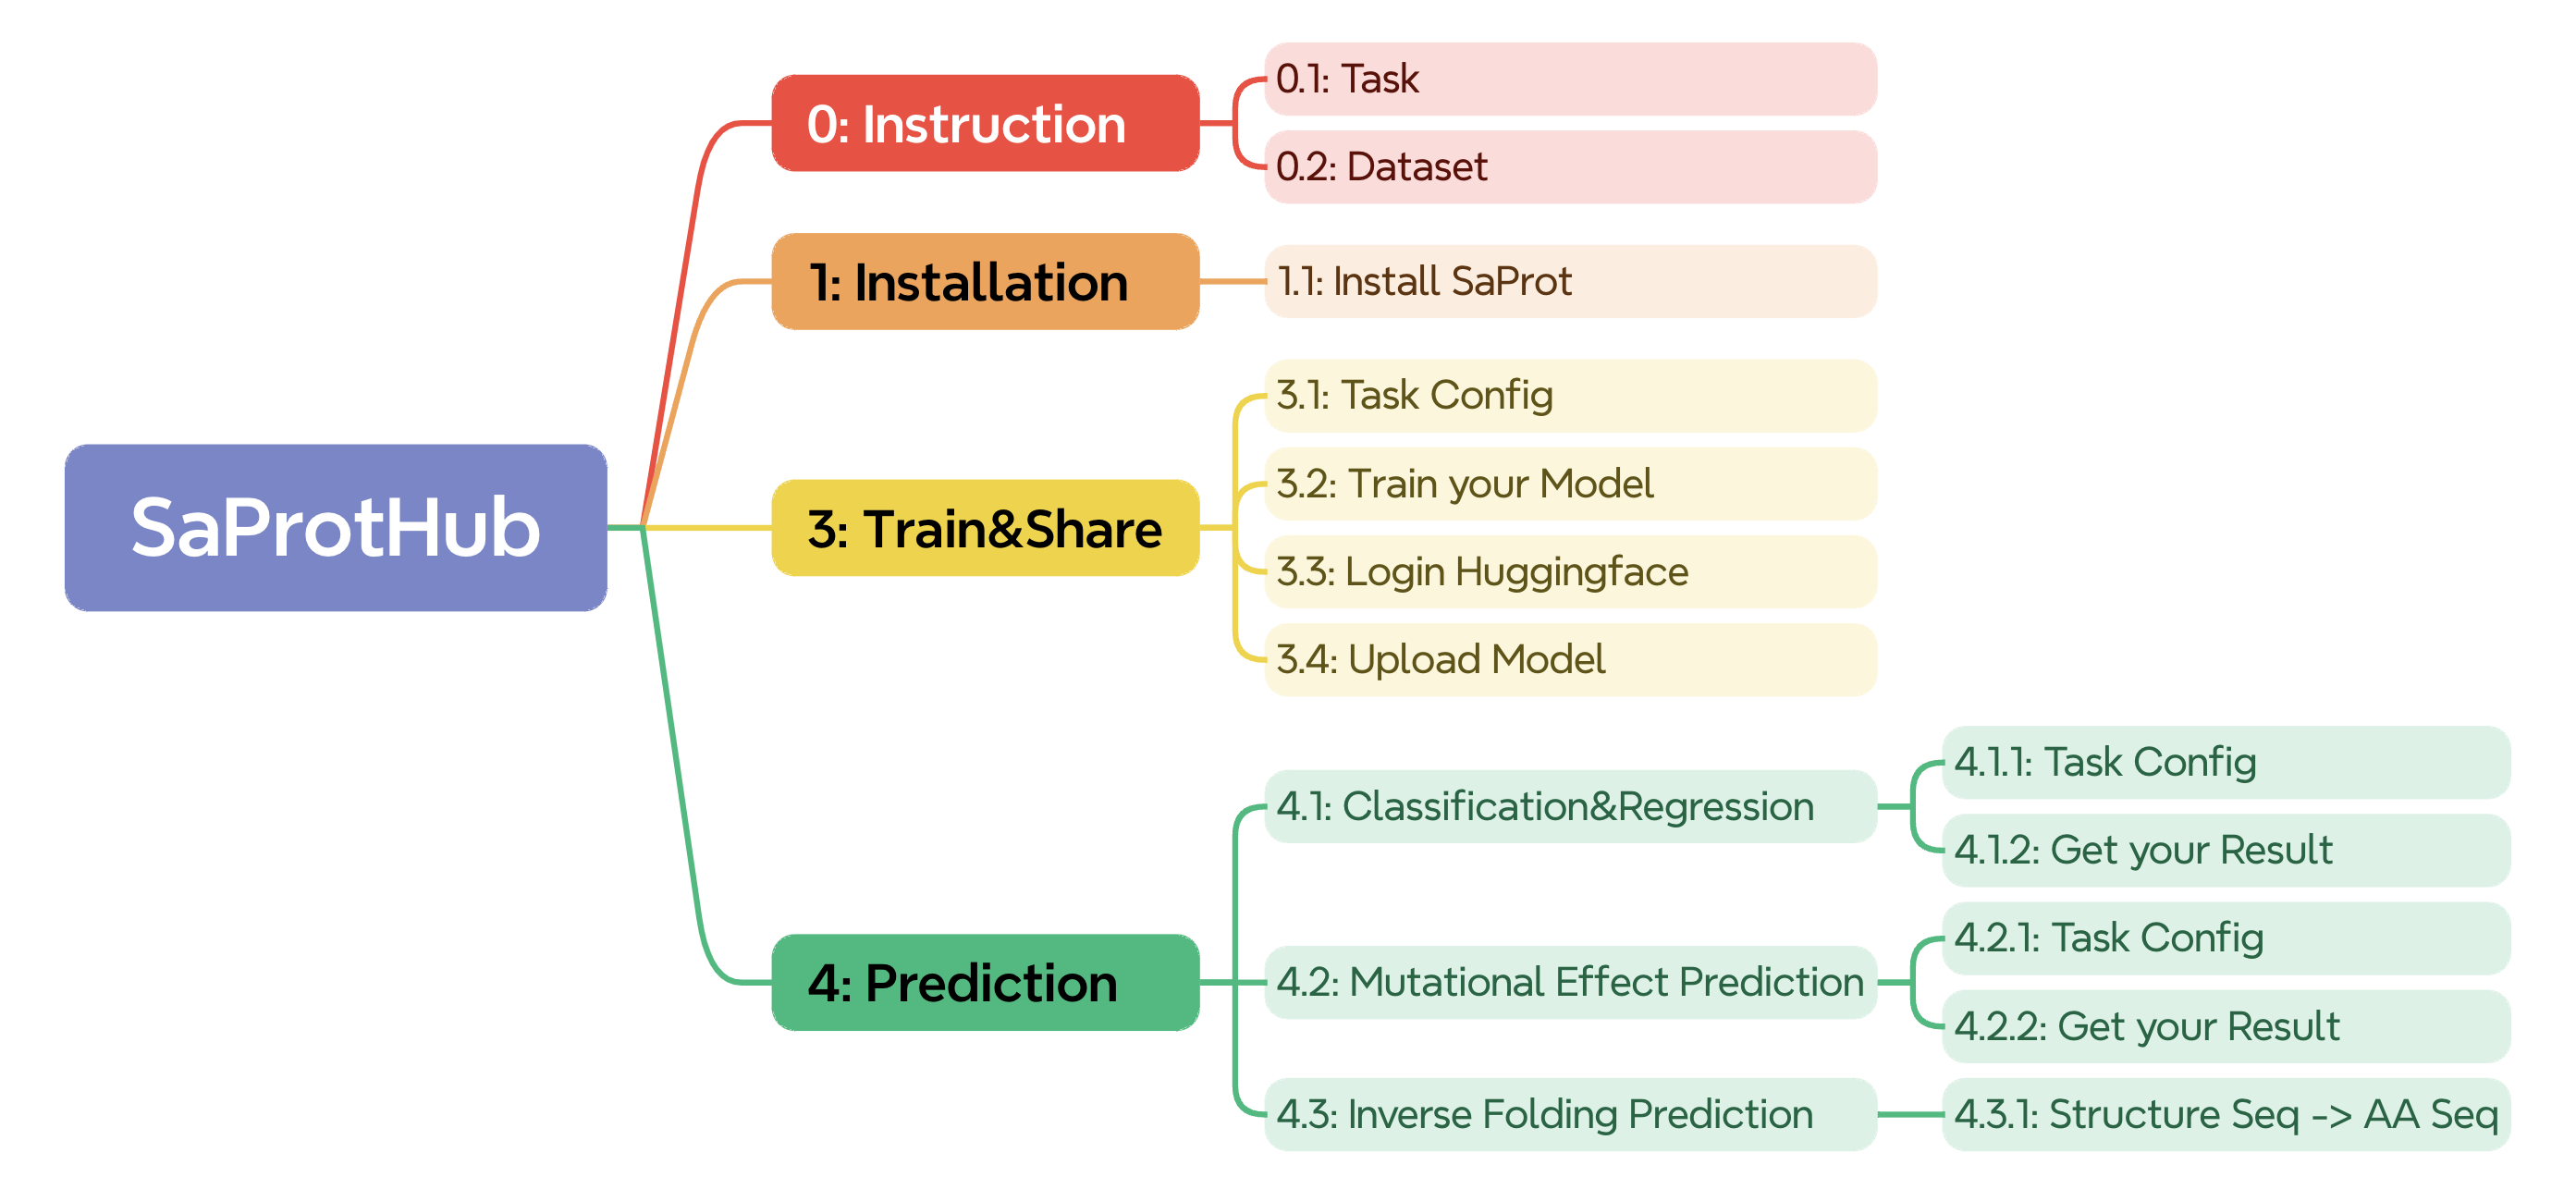 SaProtHub
0: Instruction
0.1: Task
0.2: Dataset
1: Installation
1.1: Install SaProt
3: Train&Share
3.1: Task Config
3.2: Train your Model
3.3: Login Huggingface
3.4: Upload Model
4: Prediction
4.1: Classification&Regression
4.1.1: Task Config
4.1.2: Get your Result
4.2: Mutational Effect Prediction
4.2.1: Task Config
4.2.2: Get your Result
4.3: Inverse Folding Prediction
4.3.1: Structure Seq -> AA Seq